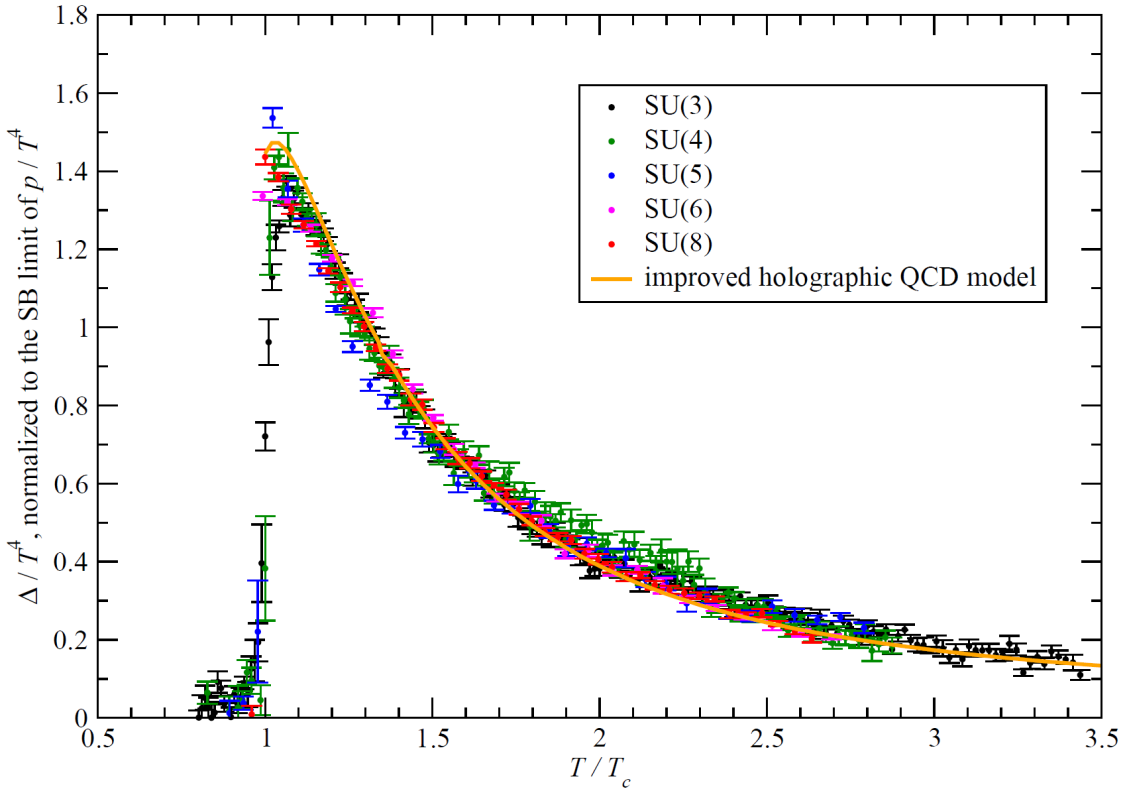 1.8
1.6
1.4
1.2
1
0.8
0.6
0.4
0.2
0
Δ / T⁴, normalized to the SB limit of p / T⁴
SU(3)
SU(4)
SU(5)
SU(6)
SU(8)
improved holographic QCD model
0.5 1 1.5 2 2.5 3 3.5
T / T_c